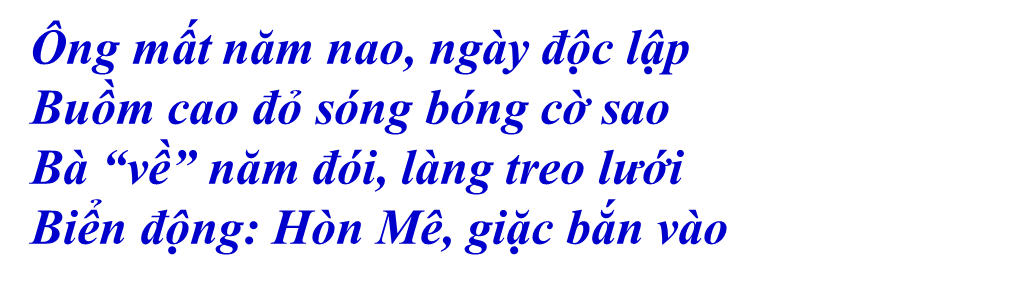 Ông mất năm nao, ngày độc lập
Buồm cao đỏ sóng bóng cờ sao
Bà “về” năm đói, làng treo lưới
Biển động: Hòn Mê, giặc bắn vào